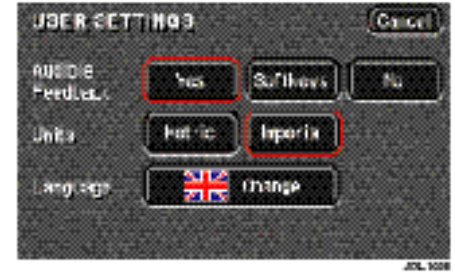 USER SETTINGS Cancel
AUDIBLE Feedback Yes Softkeys No
Units Metric Imperial
Language Change